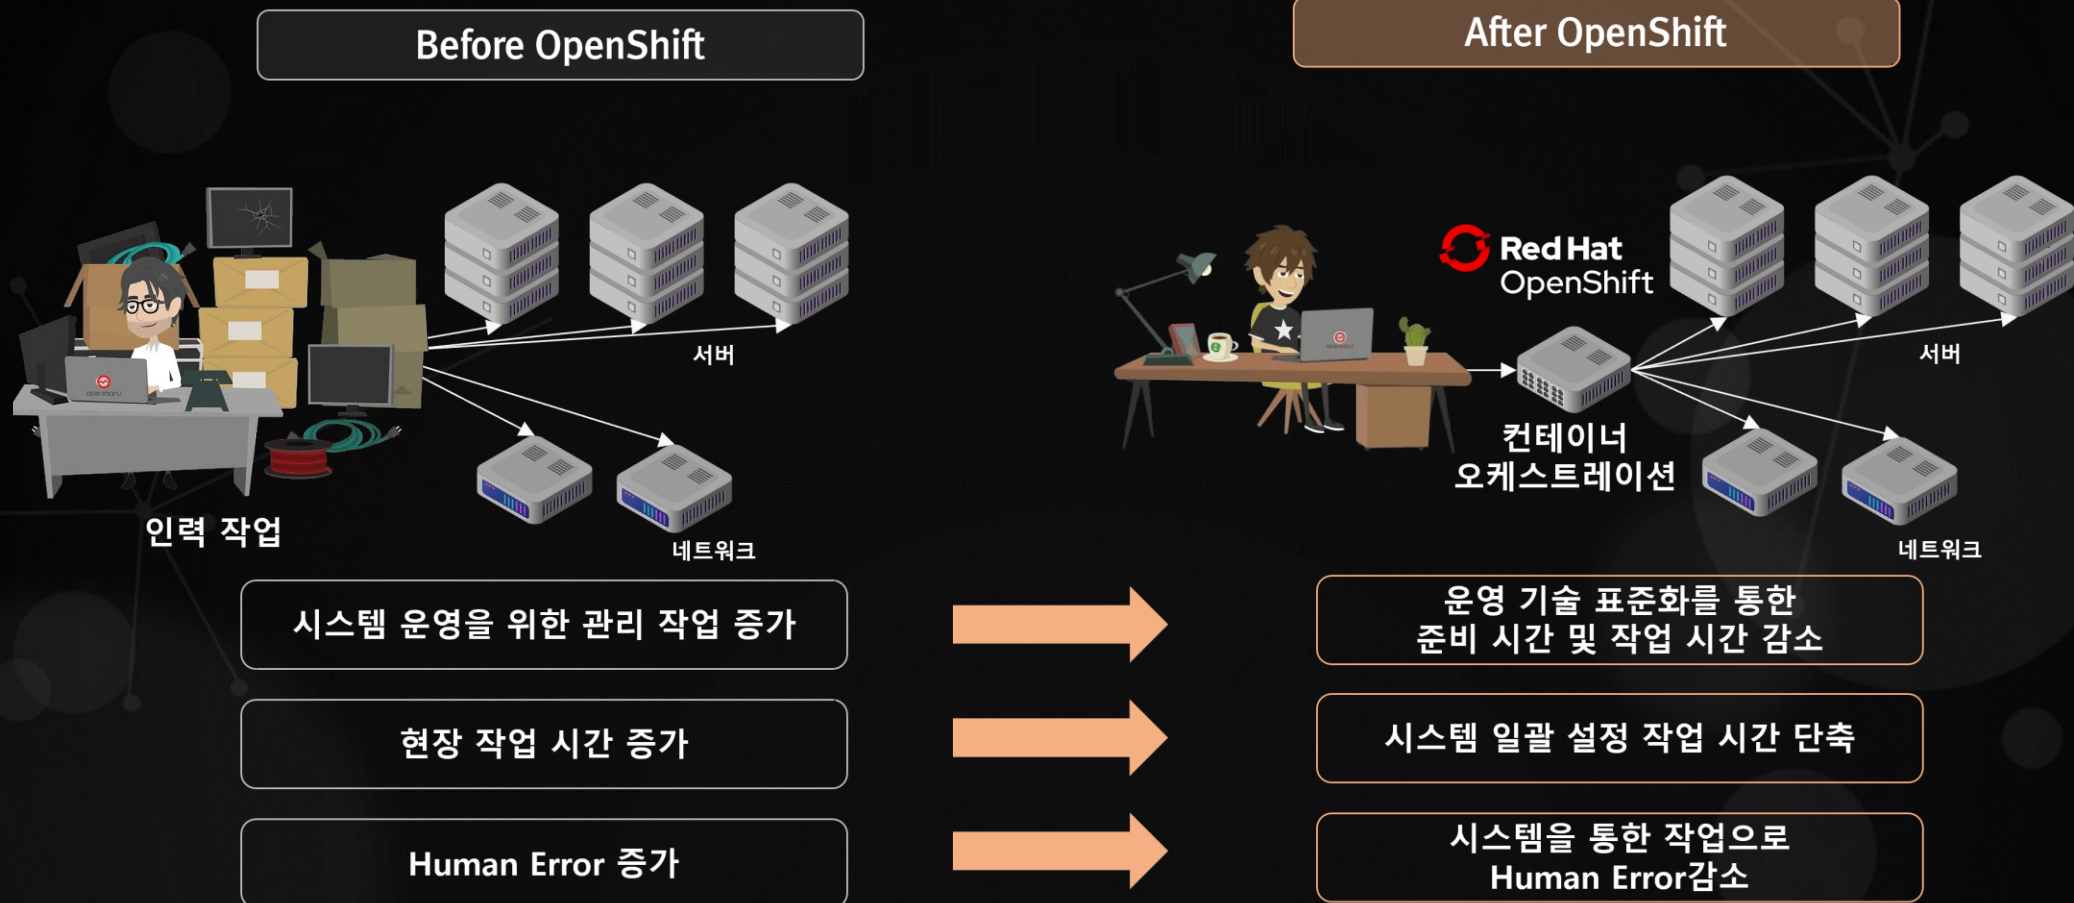 Before OpenShift
After OpenShift
openmaru
서버
네트워크
인력 작업
Red Hat
OpenShift
openmaru
서버
컨테이너
오케스트레이션
네트워크
시스템 운영을 위한 관리 작업 증가
운영 기술 표준화를 통한
준비 시간 및 작업 시간 감소
현장 작업 시간 증가
시스템 일괄 설정 작업 시간 단축
Human Error 증가
시스템을 통한 작업으로
Human Error감소